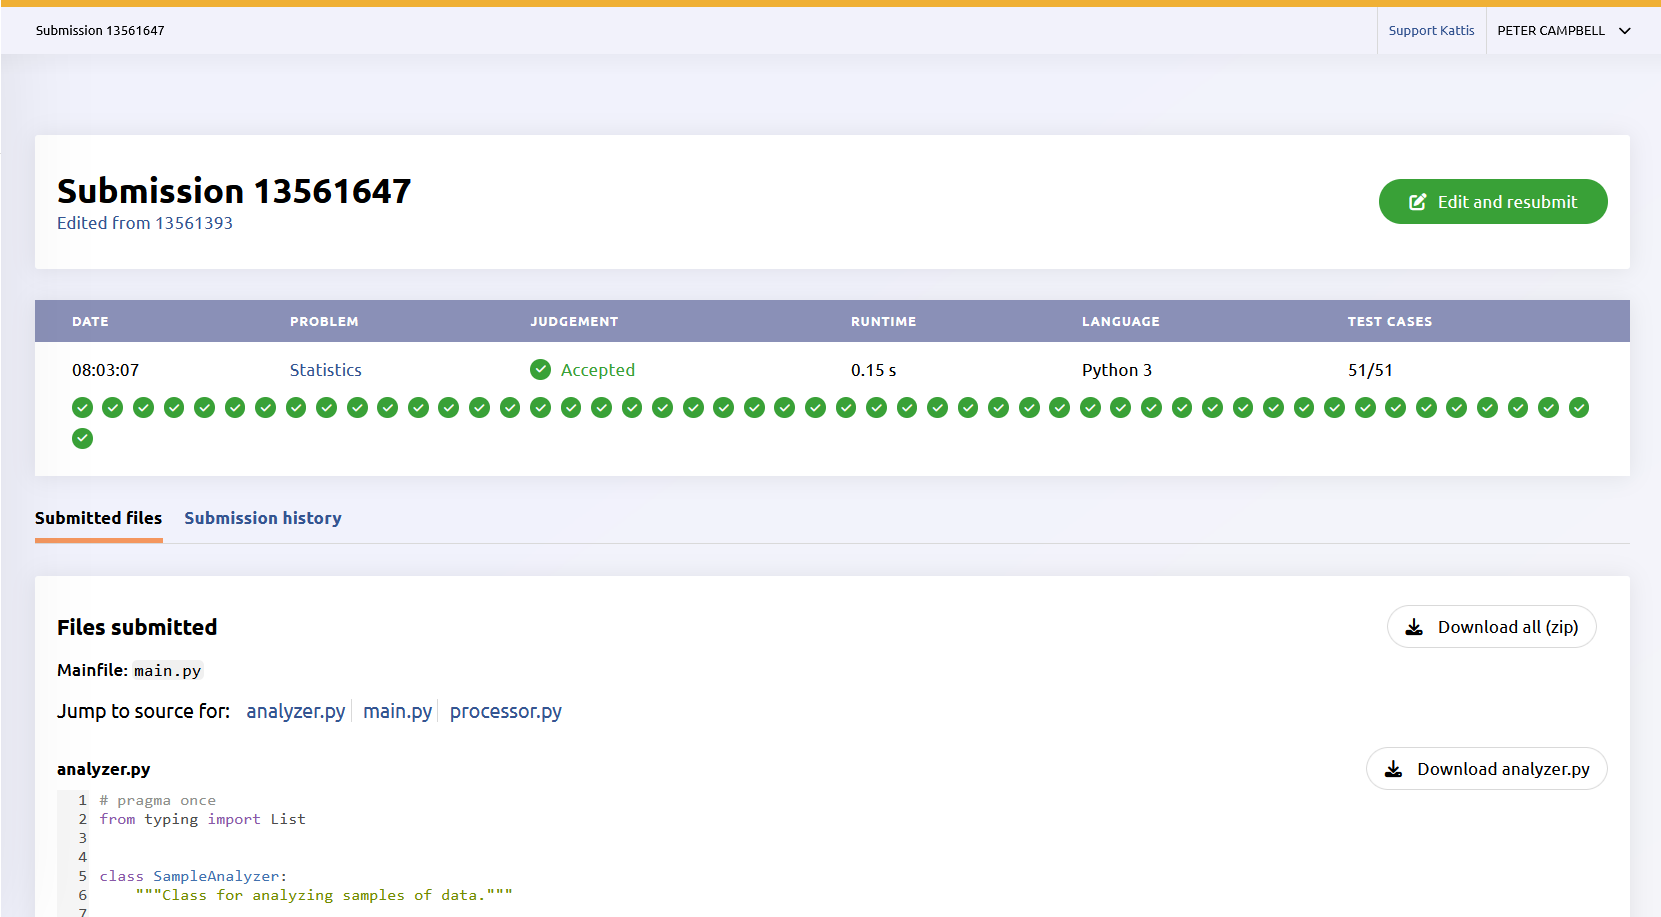 Submission 13561647
Support Kattis
PETER CAMPBELL
Submission 13561647
Edited from 13561393
Edit and resubmit
DATE PROBLEM JUDGEMENT RUNTIME LANGUAGE TEST CASES
08:03:07 Statistics Accepted 0.15 s Python 3 51/51
Submitted files Submission history
Files submitted
Download all (zip)
Mainfile: main.py
Jump to source for: analyzer.py main.py processor.py
analyzer.py
Download analyzer.py
1 # pragma once
2 from typing import List
3
4
5 class SampleAnalyzer:
6 """Class for analyzing samples of data."""
7